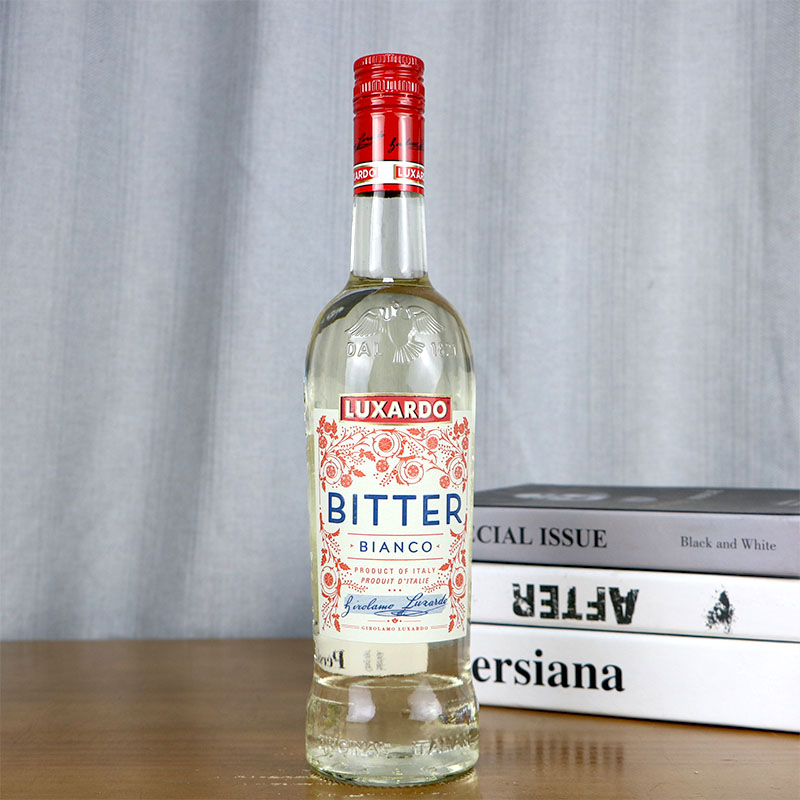 LUXARDO
DAL 1821
LUXARDO
BITTER
BIANCO
PRODUCT OF ITALY
PRODUIT D'ITALIE
Girolamo Luxardo
GIROLAMO LUXARDO
CIAL ISSUE
Black and White
AFTER
ersiana